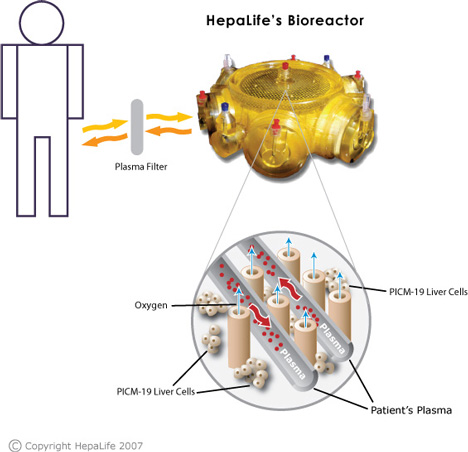 HepaLife's Bioreactor
Plasma Filter
Oxygen
PICM-19 Liver Cells
Plasma
Plasma
PICM-19 Liver Cells
Patient's Plasma
© Copyright HepaLife 2007